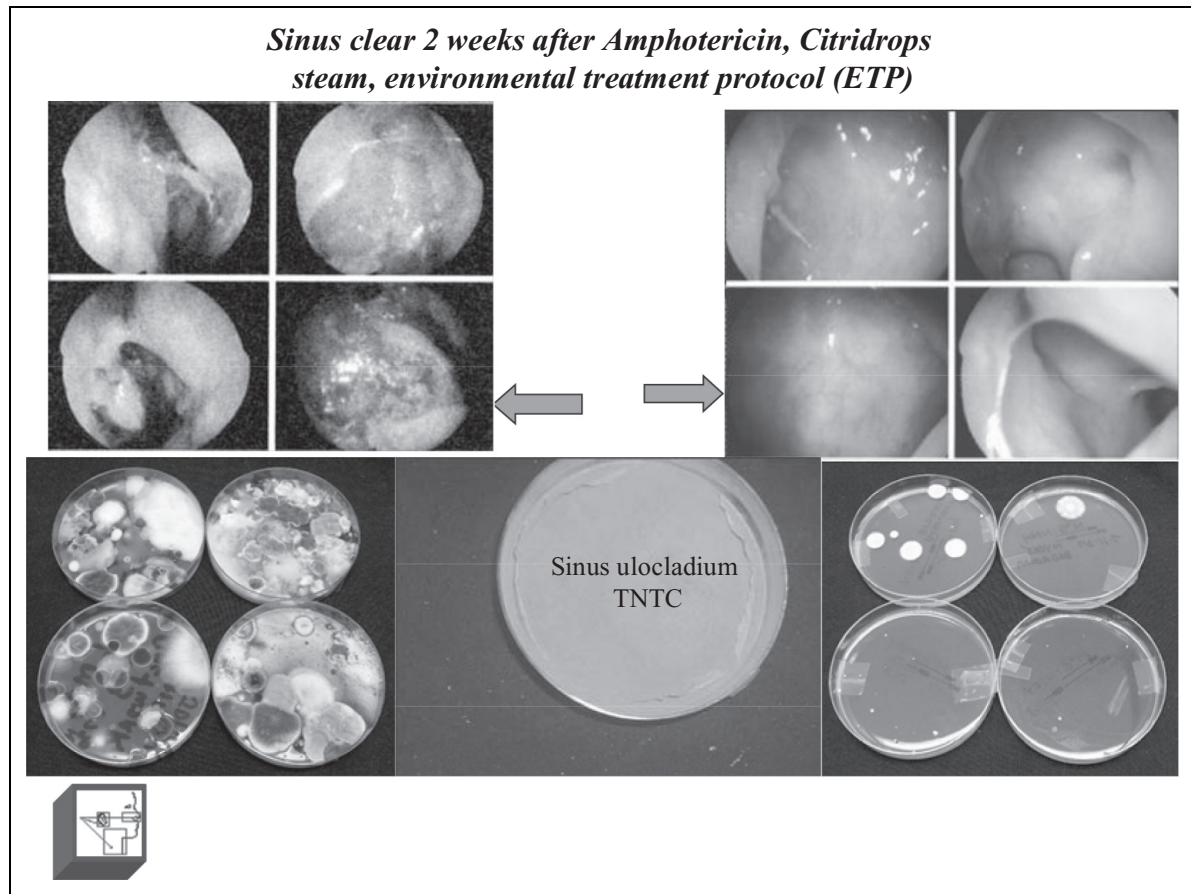 Sinus clear 2 weeks after Amphotericin, Citridrops
steam, environmental treatment protocol (ETP)
Sinus ulocladium
TNTC